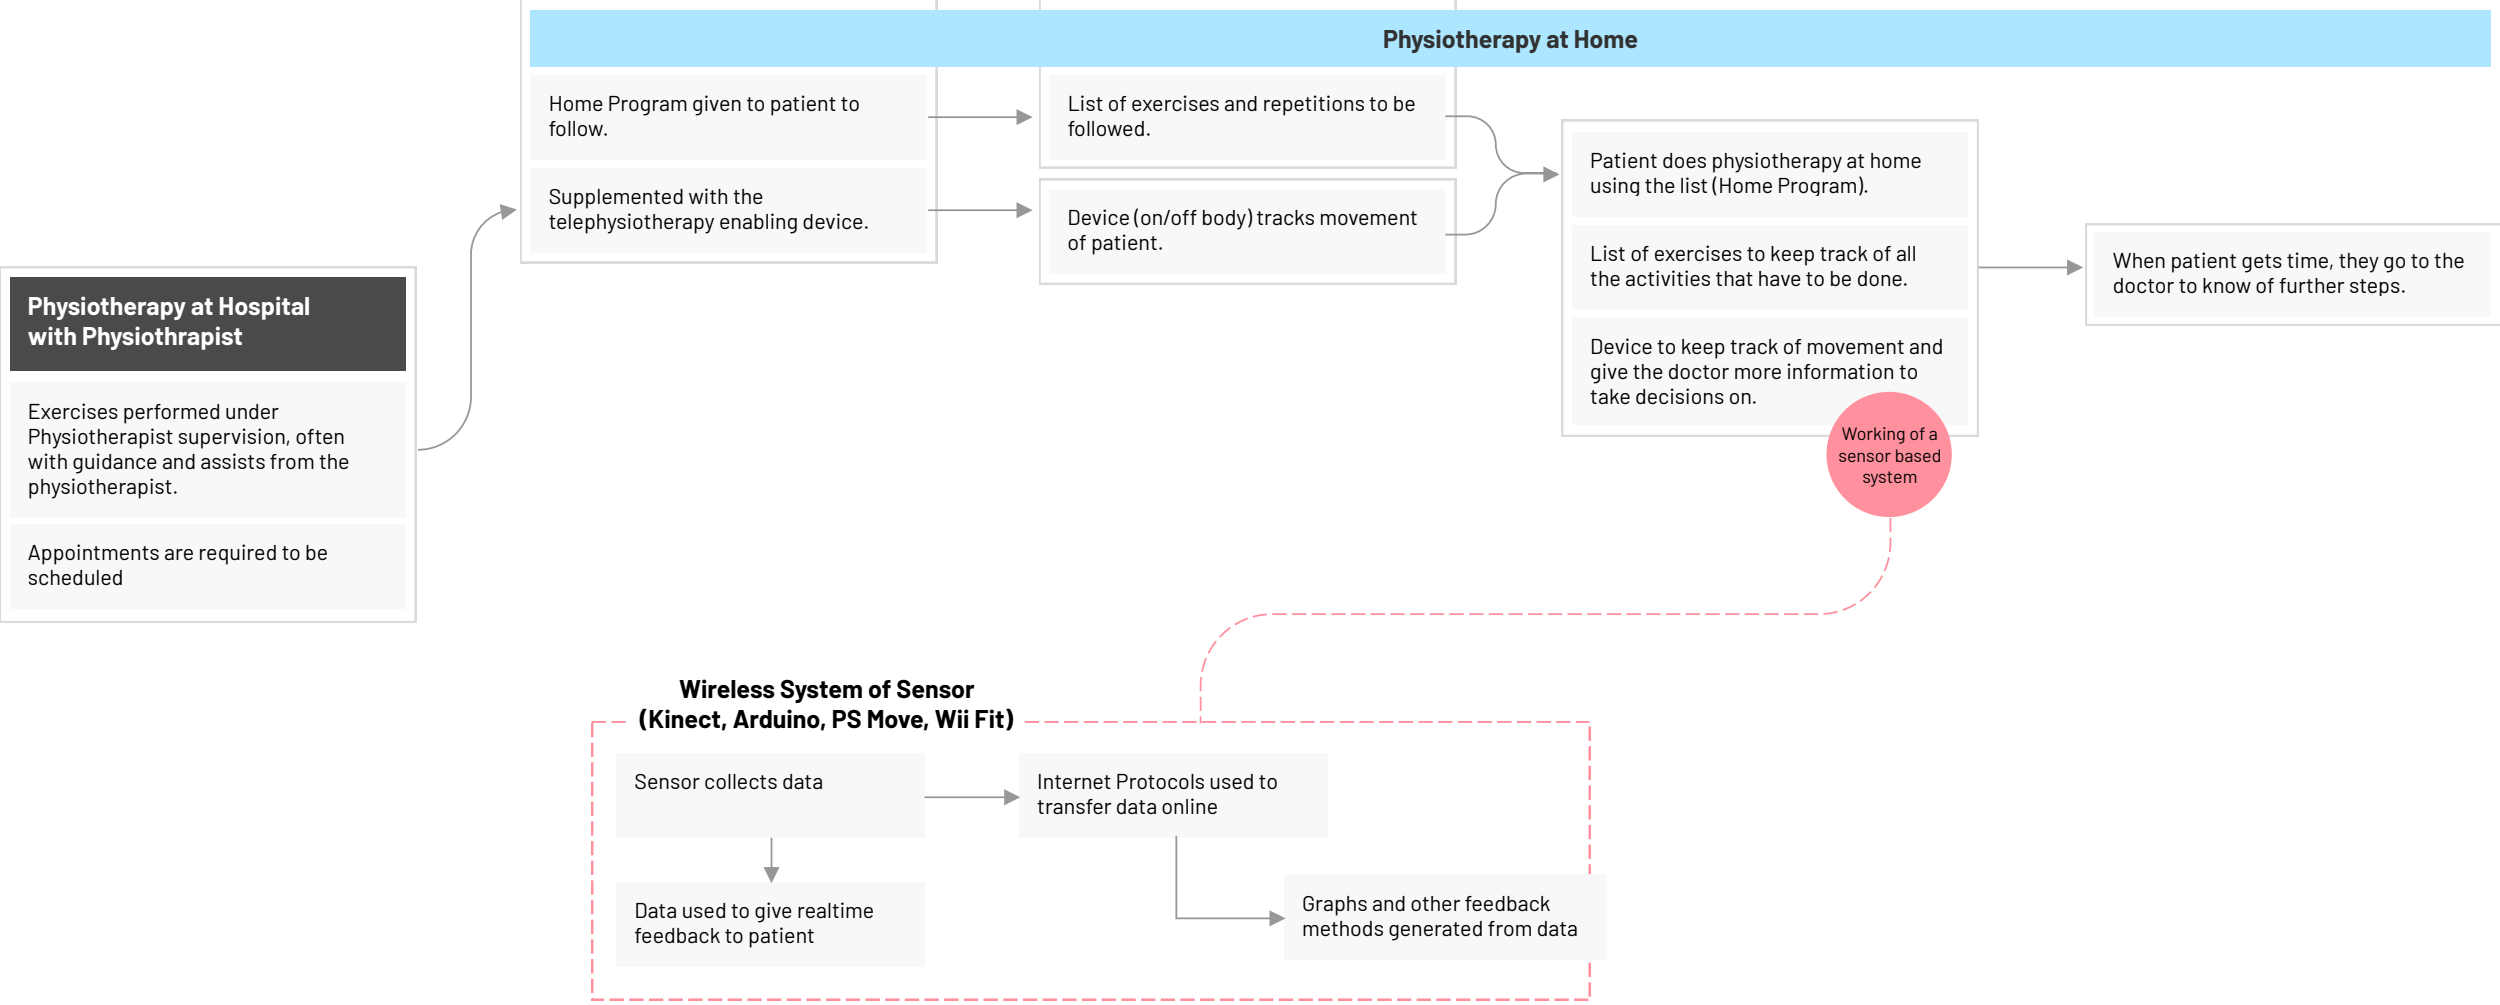 Physiotherapy at Home
Home Program given to patient to
follow.
Supplemented with the
telephysiotherapy enabling device.
List of exercises and repetitions to be
followed.
Device (on/off body) tracks movement
of patient.
Patient does physiotherapy at home
using the list (Home Program).
List of exercises to keep track of all
the activities that have to be done.
Device to keep track of movement and
give the doctor more information to
take decisions on.
Working of a
sensor based
system
When patient gets time, they go to the
doctor to know of further steps.
Physiotherapy at Hospital
with Physiothrapist
Exercises performed under
Physiotherapist supervision, often
with guidance and assists from the
physiotherapist.
Appointments are required to be
scheduled
Wireless System of Sensor
(Kinect, Arduino, PS Move, Wii Fit)
Sensor collects data
Internet Protocols used to
transfer data online
Data used to give realtime
feedback to patient
Graphs and other feedback
methods generated from data